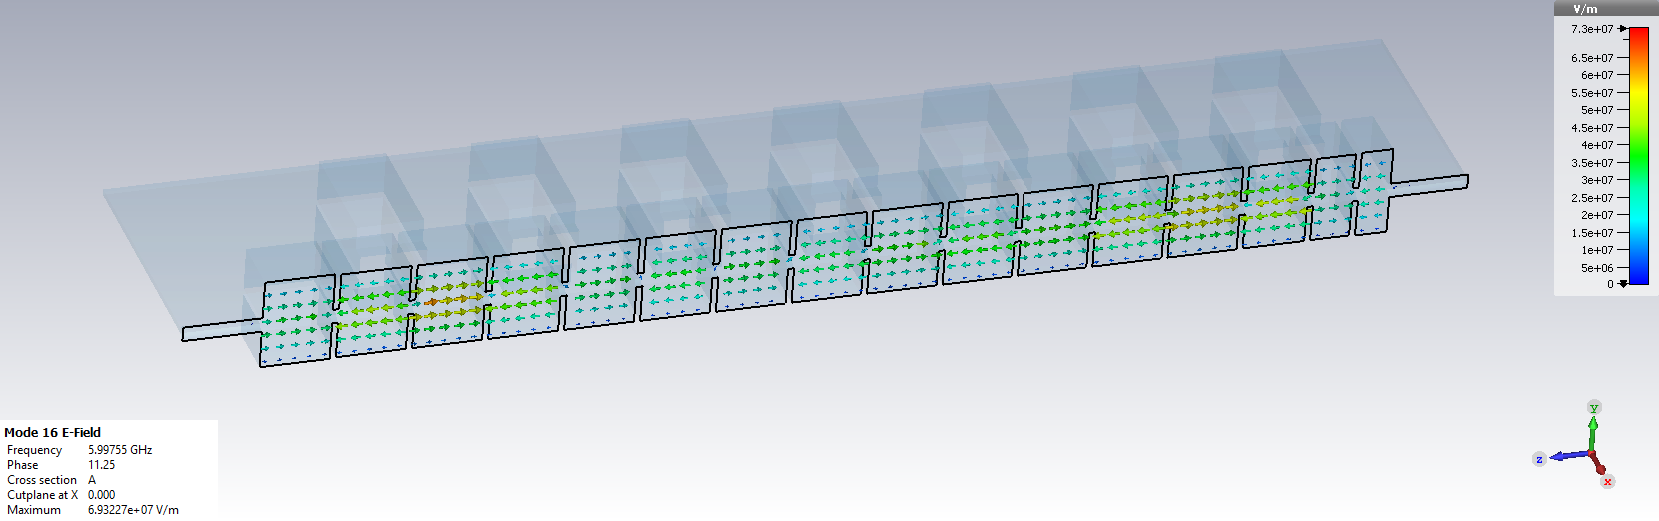 V/m
7.3e+07
6.5e+07
6e+07
5.5e+07
5e+07
4.5e+07
4e+07
3.5e+07
3e+07
2.5e+07
2e+07
1.5e+07
1e+07
5e+06
0
y
z
x
Mode 16 E-Field
Frequency 5.99755 GHz
Phase 11.25
Cross section A
Cutplane at X 0.000
Maximum 6.93227e+07 V/m